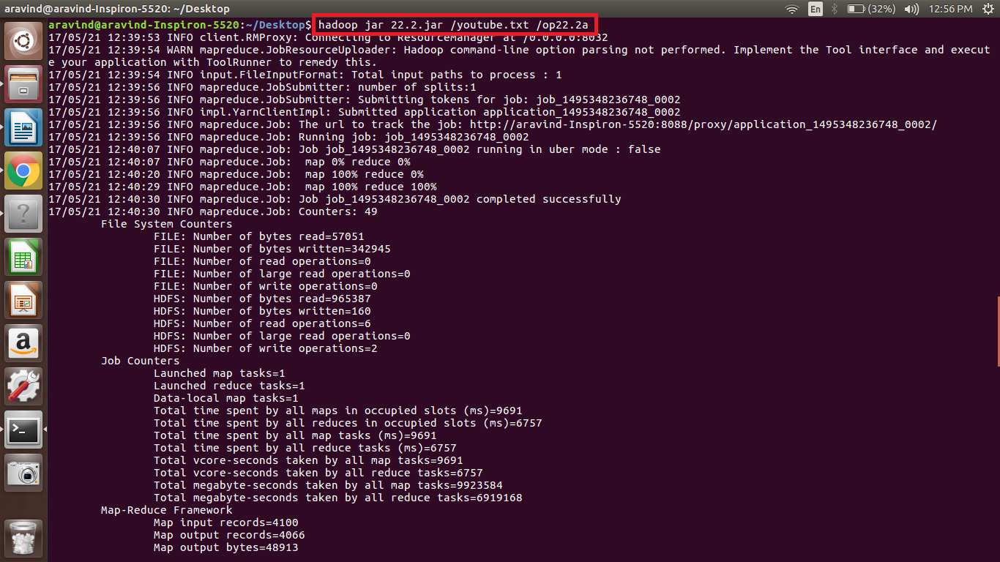 aravind@aravind-Inspiron-5520: ~/Desktop En (32%) 12:56 PM
aravind@aravind-Inspiron-5520:~/Desktop$ hadoop jar 22.2.jar /youtube.txt /op22.2a
17/05/21 12:39:53 INFO client.RMProxy: Connecting to ResourceManager at /0.0.0.0:8032
17/05/21 12:39:54 WARN mapreduce.JobResourceUploader: Hadoop command-line option parsing not performed. Implement the Tool interface and execut
e your application with ToolRunner to remedy this.
17/05/21 12:39:54 INFO input.FileInputFormat: Total input paths to process : 1
17/05/21 12:39:56 INFO mapreduce.JobSubmitter: number of splits:1
17/05/21 12:39:56 INFO mapreduce.JobSubmitter: Submitting tokens for job: job_1495348236748_0002
17/05/21 12:39:56 INFO impl.YarnClientImpl: Submitted application application_1495348236748_0002
17/05/21 12:39:56 INFO mapreduce.Job: The url to track the job: http://aravind-Inspiron-5520:8088/proxy/application_1495348236748_0002/
17/05/21 12:39:56 INFO mapreduce.Job: Running job: job_1495348236748_0002
17/05/21 12:40:07 INFO mapreduce.Job: Job job_1495348236748_0002 running in uber mode : false
17/05/21 12:40:07 INFO mapreduce.Job:  map 0% reduce 0%
17/05/21 12:40:20 INFO mapreduce.Job:  map 100% reduce 0%
17/05/21 12:40:29 INFO mapreduce.Job:  map 100% reduce 100%
17/05/21 12:40:30 INFO mapreduce.Job: Job job_1495348236748_0002 completed successfully
17/05/21 12:40:30 INFO mapreduce.Job: Counters: 49
File System Counters
FILE: Number of bytes read=57051
FILE: Number of bytes written=342945
FILE: Number of read operations=0
FILE: Number of large read operations=0
FILE: Number of write operations=0
HDFS: Number of bytes read=965387
HDFS: Number of bytes written=160
HDFS: Number of read operations=6
HDFS: Number of large read operations=0
HDFS: Number of write operations=2
Job Counters
Launched map tasks=1
Launched reduce tasks=1
Data-local map tasks=1
Total time spent by all maps in occupied slots (ms)=9691
Total time spent by all reduces in occupied slots (ms)=6757
Total time spent by all map tasks (ms)=9691
Total time spent by all reduce tasks (ms)=6757
Total vcore-seconds taken by all map tasks=9691
Total vcore-seconds taken by all reduce tasks=6757
Total megabyte-seconds taken by all map tasks=9923584
Total megabyte-seconds taken by all reduce tasks=6919168
Map-Reduce Framework
Map input records=4100
Map output records=4066
Map output bytes=48913